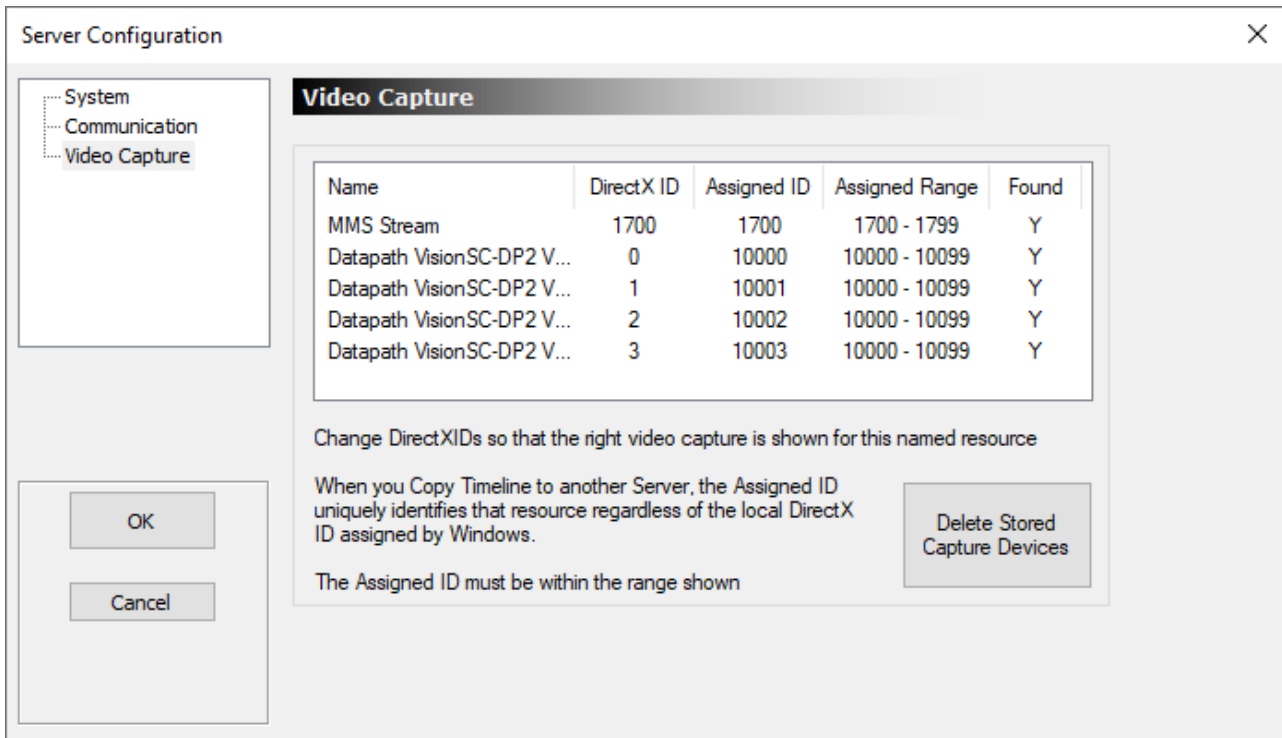 Server Configuration
System
Communication
Video Capture
Video Capture
Name DirectX ID Assigned ID Assigned Range Found
MMS Stream 1700 1700 1700 - 1799 Y
Datapath VisionSC-DP2 V... 0 10000 10000 - 10099 Y
Datapath VisionSC-DP2 V... 1 10001 10000 - 10099 Y
Datapath VisionSC-DP2 V... 2 10002 10000 - 10099 Y
Datapath VisionSC-DP2 V... 3 10003 10000 - 10099 Y
Change DirectXIDs so that the right video capture is shown for this named resource
When you Copy Timeline to another Server, the Assigned ID
uniquely identifies that resource regardless of the local DirectX
ID assigned by Windows.
The Assigned ID must be within the range shown
Delete Stored
Capture Devices
OK
Cancel